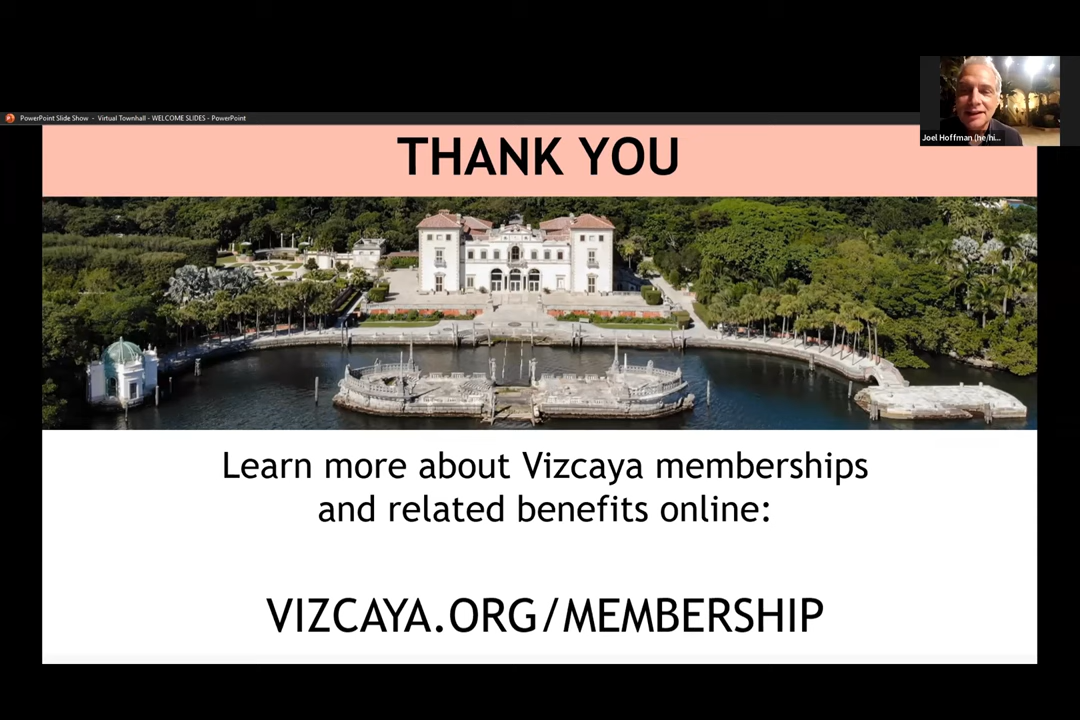 PowerPoint Slide Show - Virtual Townhall - WELCOME SLIDES - PowerPoint
Joel Hoffman (he/hi...
THANK YOU
Learn more about Vizcaya memberships
and related benefits online:
VIZCAYA.ORG/MEMBERSHIP